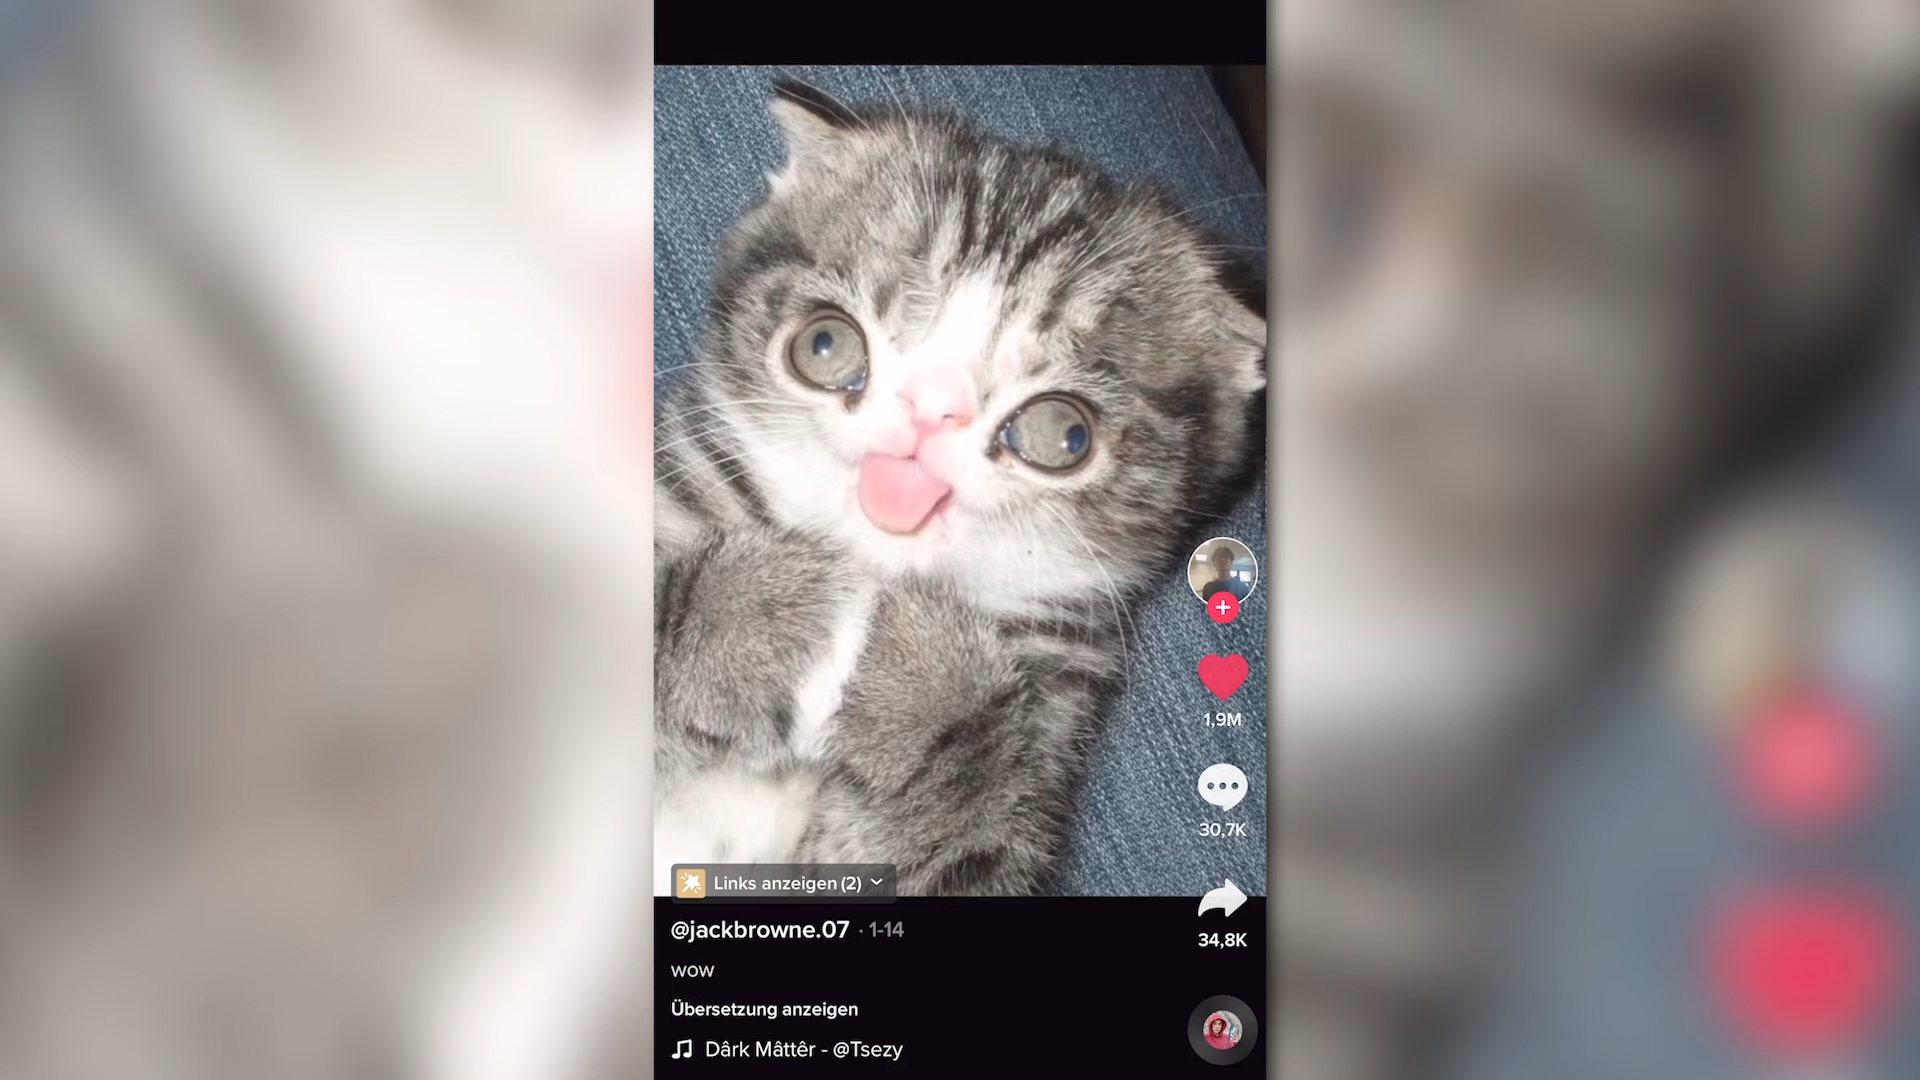 1,9M
30,7K
Links anzeigen (2)
34,8K
@jackbrowne.07 · 1-14
wow
Übersetzung anzeigen
Dârk Mâttêr - @Tsezy